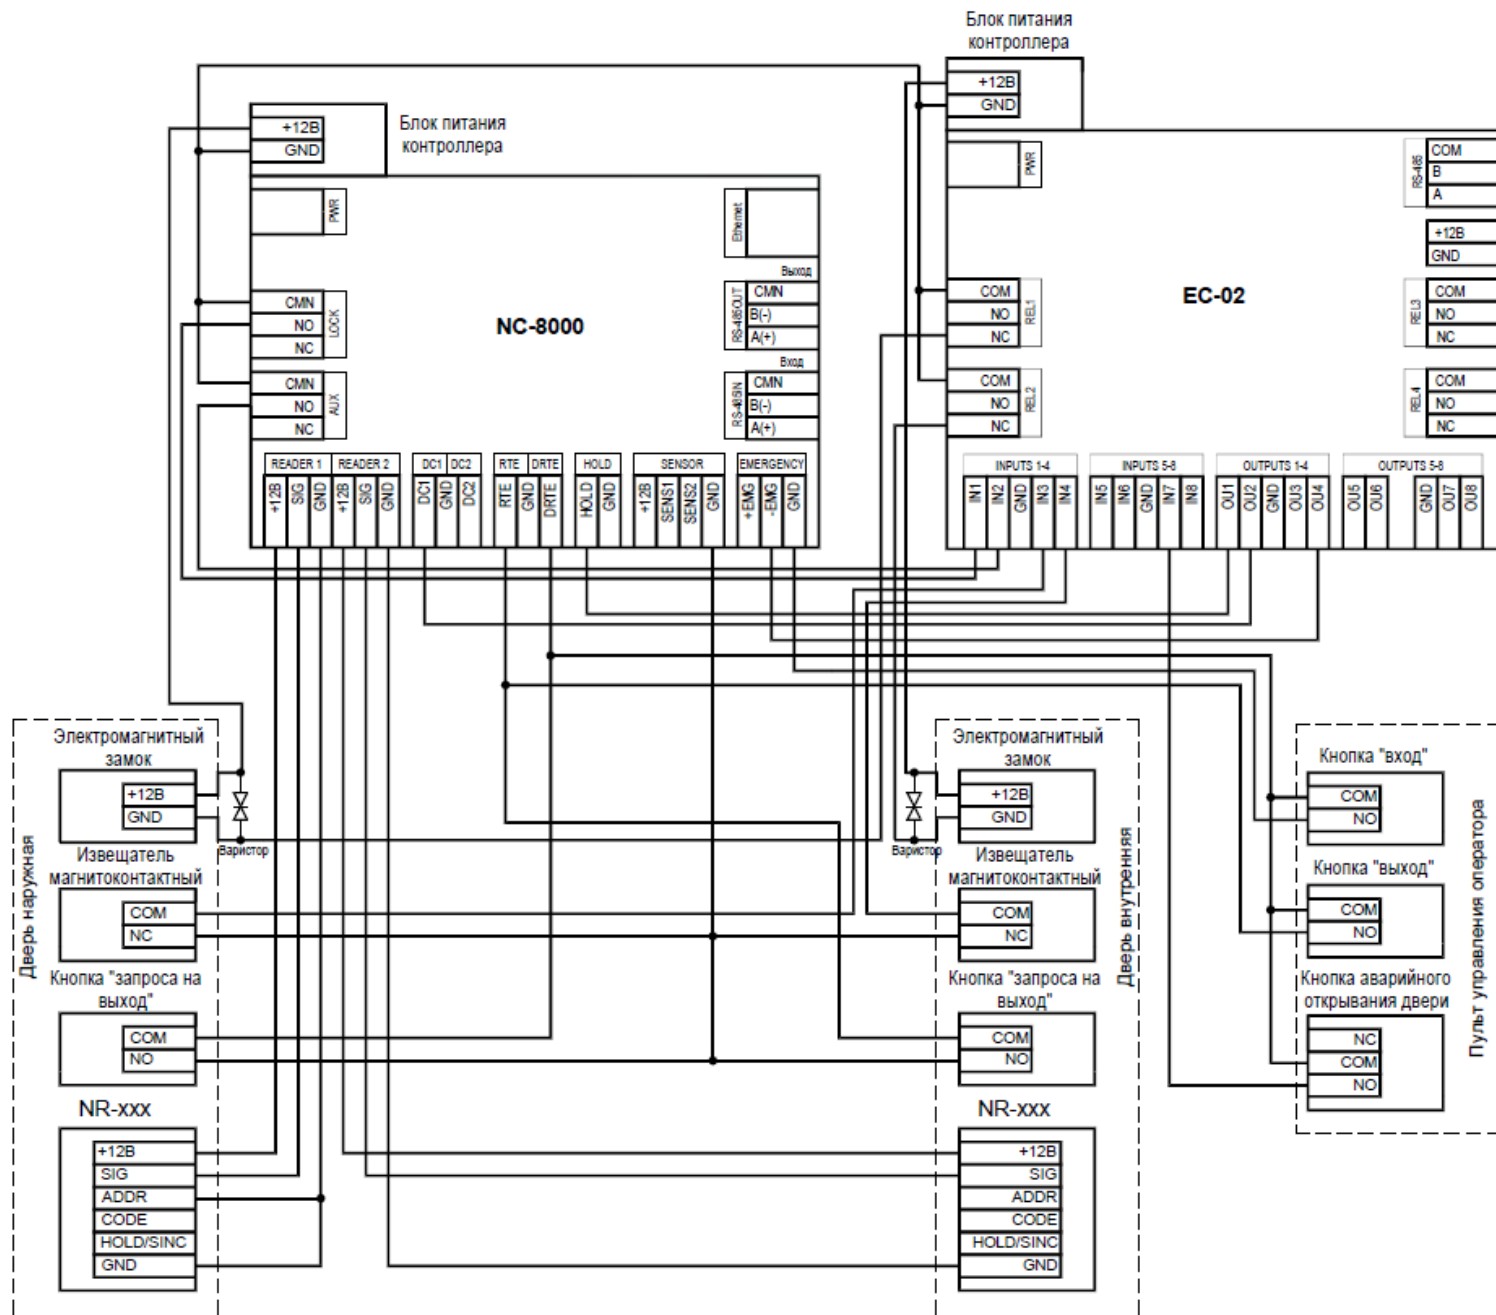 Блок питания
контроллера
+12В
GND
Блок питания
контроллера
+12В
GND
PWR
PWR
RS-485
COM
B
A
+12В
GND
Ethernet
Выход
RS-485OUT
CMN
B(-)
A(+)
Вход
RS-485IN
CMN
B(-)
A(+)
NC-8000
EC-02
CMN
NO
NC
LOCK
CMN
NO
NC
AUX
COM
NO
NC
REL1
COM
NO
NC
REL2
COM
NO
NC
REL3
COM
NO
NC
REL4
READER 1
READER 2
DC1
DC2
RTE
DRTE
HOLD
SENSOR
EMERGENCY
+12В
SIG
GND
+12В
SIG
GND
DC1
GND
DC2
RTE
GND
DRTE
HOLD
GND
+12В
SENS1
SENS2
GND
+EMG
-EMG
GND
INPUTS 1-4
INPUTS 5-8
OUTPUTS 1-4
OUTPUTS 5-8
IN1
IN2
GND
IN3
IN4
IN5
IN6
GND
IN7
IN8
OU1
OU2
GND
OU3
OU4
OU5
OU6
GND
OU7
OU8
Дверь наружная
Электромагнитный
замок
+12В
GND
Варистор
Извещатель
магнитоконтактный
COM
NC
Кнопка "запроса на
выход"
COM
NO
NR-xxx
+12В
SIG
ADDR
CODE
HOLD/SINC
GND
Дверь внутренняя
Электромагнитный
замок
+12В
GND
Варистор
Извещатель
магнитоконтактный
COM
NC
Кнопка "запроса на
выход"
COM
NO
NR-xxx
+12В
SIG
ADDR
CODE
HOLD/SINC
GND
Пульт управления оператора
Кнопка "вход"
COM
NO
Кнопка "выход"
COM
NO
Кнопка аварийного
открывания двери
NC
COM
NO